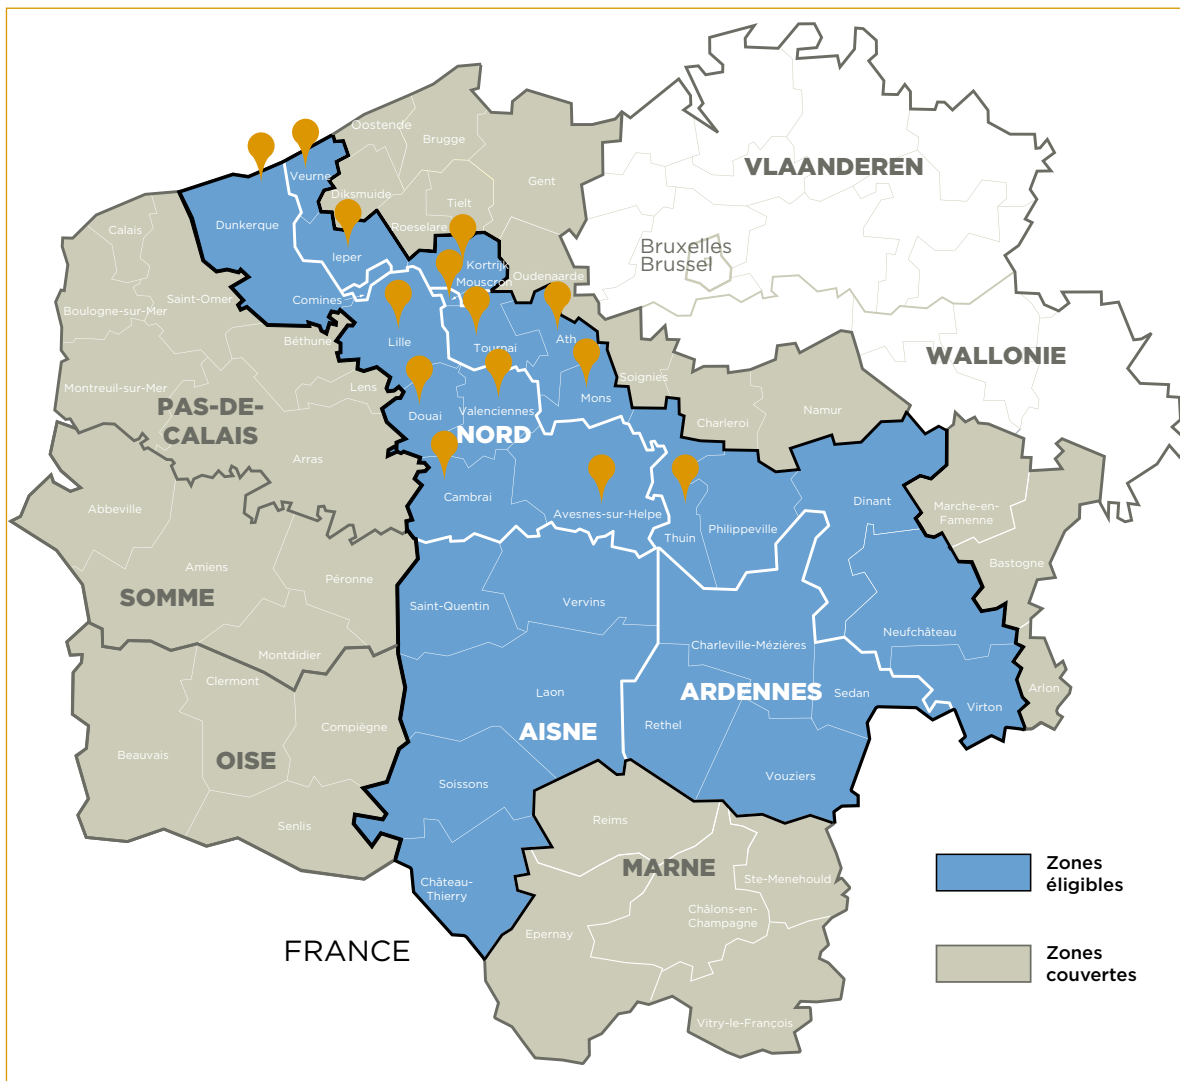 Oostende
Brugge
Veurne
Diksmuide
Gent
VLAANDEREN
Tielt
Dunkerque
Calais
Roeselare
Ieper
Bruxelles
Brussel
Kortrijk
Mouscron
Oudenaarde
Saint-Omer
Comines
Boulogne-sur-Mer
Béthune
Lille
Tournai
Ath
WALLONIE
Soignies
Montreuil-sur-Mer
Lens
PAS-DE-
CALAIS
Douai
Valenciennes
Mons
Charleroi
Namur
NORD
Arras
Abbeville
Cambrai
Avesnes-sur-Helpe
Thuin
Philippeville
Dinant
Marche-en-
Famenne
Amiens
Péronne
Bastogne
SOMME
Saint-Quentin
Vervins
Neufchâteau
Charleville-Mézières
Montdidier
Clermont
Laon
ARDENNES
Sedan
Arlon
Virton
Compiègne
Beauvais
OISE
AISNE
Rethel
Soissons
Vouziers
Senlis
Reims
MARNE
Château-
Thierry
Ste-Menehould
Châlons-en-
Champagne
Epernay
FRANCE
Vitry-le-François
Zones
éligibles
Zones
couvertes